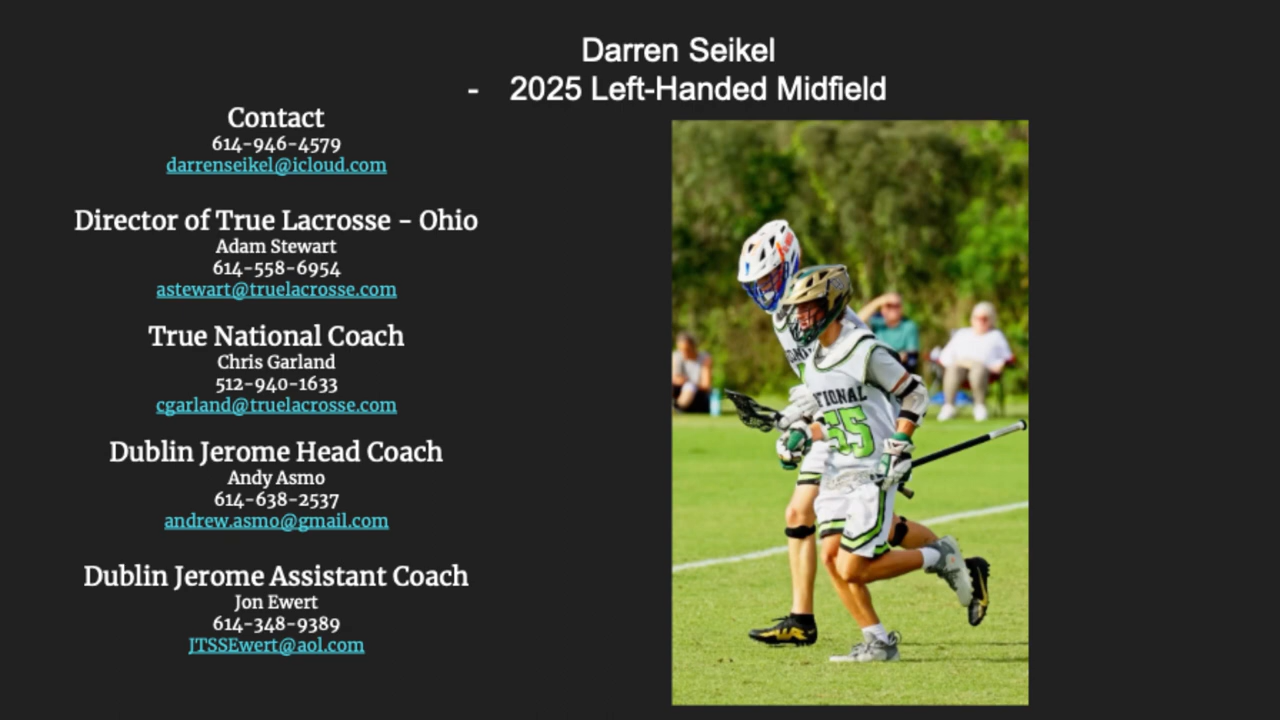 Darren Seikel
- 2025 Left-Handed Midfield
Contact
614-946-4579
darrenseikel@icloud.com
Director of True Lacrosse - Ohio
Adam Stewart
614-558-6954
astewart@truelacrosse.com
True National Coach
Chris Garland
512-940-1633
cgarland@truelacrosse.com
Dublin Jerome Head Coach
Andy Asmo
614-638-2537
andrew.asmo@gmail.com
Dublin Jerome Assistant Coach
Jon Ewert
614-348-9389
JTSSEwert@aol.com
55